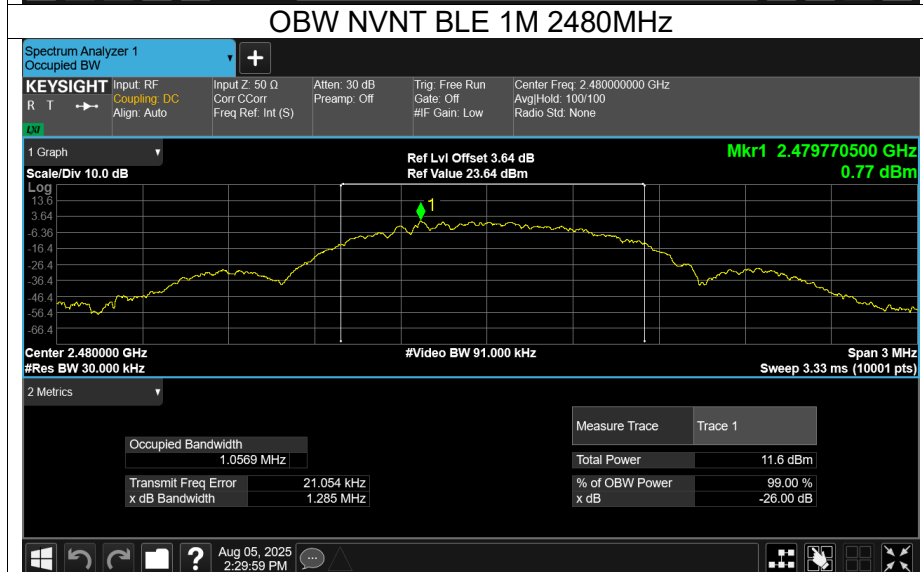 OBW NVNT BLE 1M 2480MHz
Spectrum Analyzer 1
Occupied BW
+
KEYSIGHT
R T
LXI
Input: RF
Coupling: DC
Align: Auto
Input Z: 50 Ω
Corr CCorr
Freq Ref: Int (S)
Atten: 30 dB
Preamp: Off
Trig: Free Run
Gate: Off
#IF Gain: Low
Center Freq: 2.480000000 GHz
Avg|Hold: 100/100
Radio Std: None
1 Graph
Scale/Div 10.0 dB
Ref Lvl Offset 3.64 dB
Ref Value 23.64 dBm
Mkr1 2.479770500 GHz
0.77 dBm
Log
13.6
3.64
-6.36
-16.4
-26.4
-36.4
-46.4
-56.4
-66.4
1
Center 2.480000 GHz
#Res BW 30.000 kHz
#Video BW 91.000 kHz
Span 3 MHz
Sweep 3.33 ms (10001 pts)
2 Metrics
Measure Trace Trace 1
Occupied Bandwidth
1.0569 MHz
Total Power 11.6 dBm
Transmit Freq Error 21.054 kHz
% of OBW Power 99.00 %
x dB Bandwidth 1.285 MHz
x dB -26.00 dB
?
Aug 05, 2025
2:29:59 PM